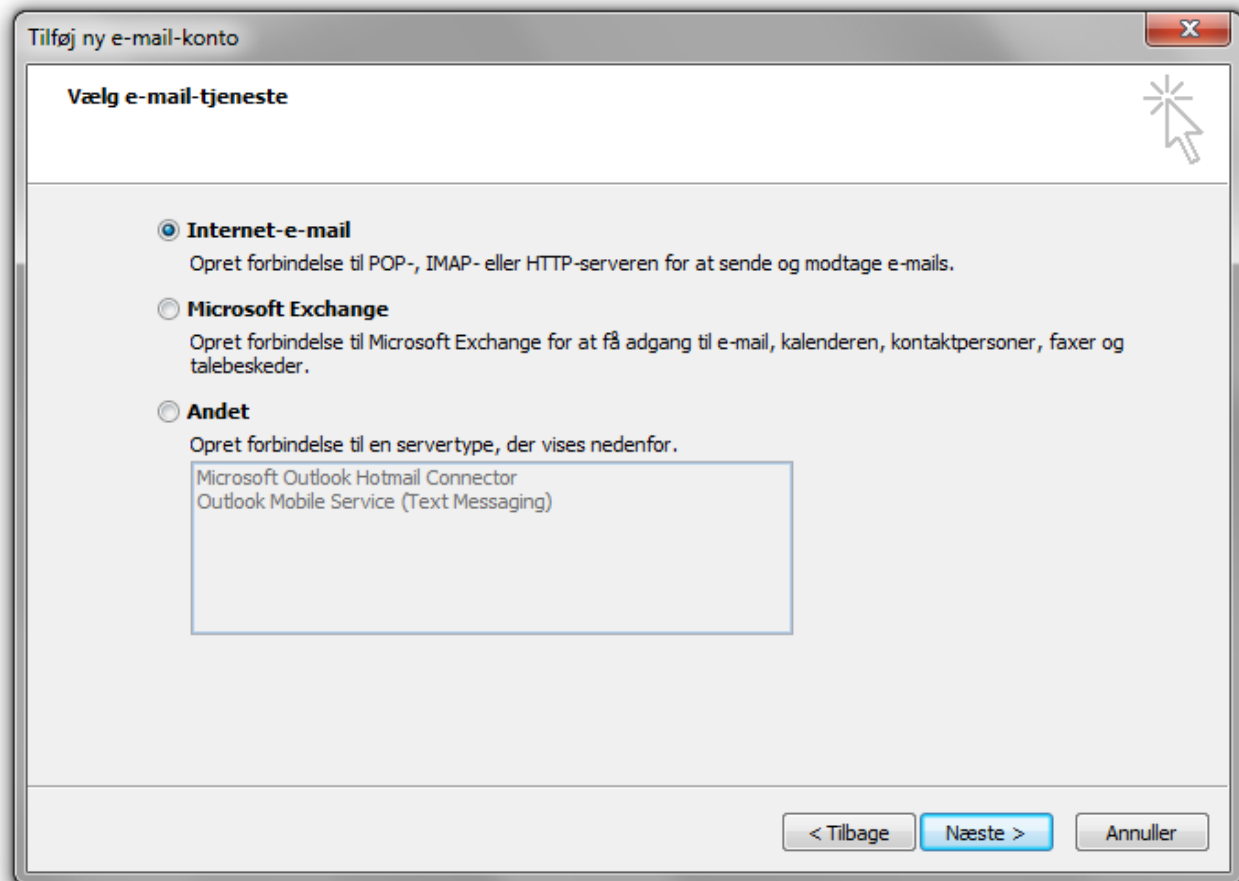 Tilføj ny e-mail-konto
Vælg e-mail-tjeneste
Internet-e-mail
Opret forbindelse til POP-, IMAP- eller HTTP-serveren for at sende og modtage e-mails.
Microsoft Exchange
Opret forbindelse til Microsoft Exchange for at få adgang til e-mail, kalenderen, kontaktpersoner, faxer og
talebeskeder.
Andet
Opret forbindelse til en servertype, der vises nedenfor.
Microsoft Outlook Hotmail Connector
Outlook Mobile Service (Text Messaging)
< Tilbage
Næste >
Annuller